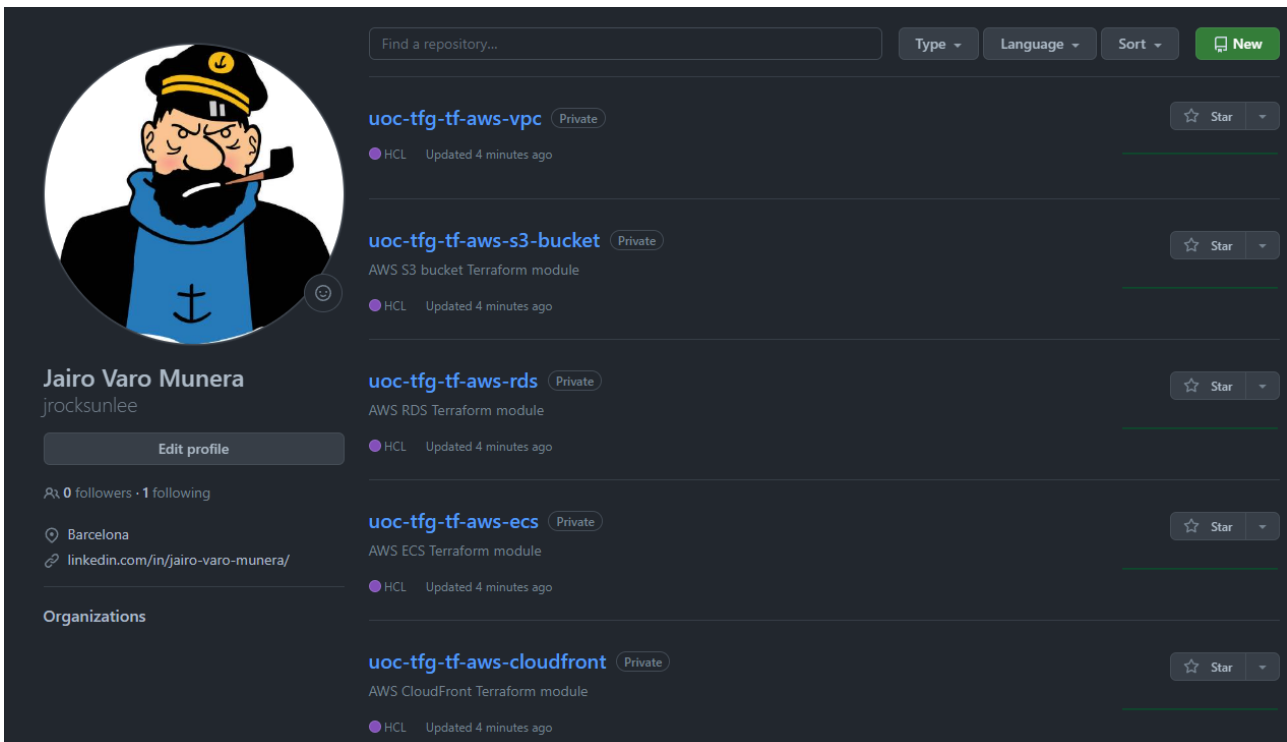 Find a repository...
Type
Language
Sort
New
uoc-tfg-tf-aws-vpc Private
Star
HCL Updated 4 minutes ago
uoc-tfg-tf-aws-s3-bucket Private
Star
AWS S3 bucket Terraform module
HCL Updated 4 minutes ago
Jairo Varo Munera
jrocksunlee
Edit profile
0 followers · 1 following
Barcelona
linkedin.com/in/jairo-varo-munera/
Organizations
uoc-tfg-tf-aws-rds Private
Star
AWS RDS Terraform module
HCL Updated 4 minutes ago
uoc-tfg-tf-aws-ecs Private
Star
AWS ECS Terraform module
HCL Updated 4 minutes ago
uoc-tfg-tf-aws-cloudfront Private
Star
AWS CloudFront Terraform module
HCL Updated 4 minutes ago